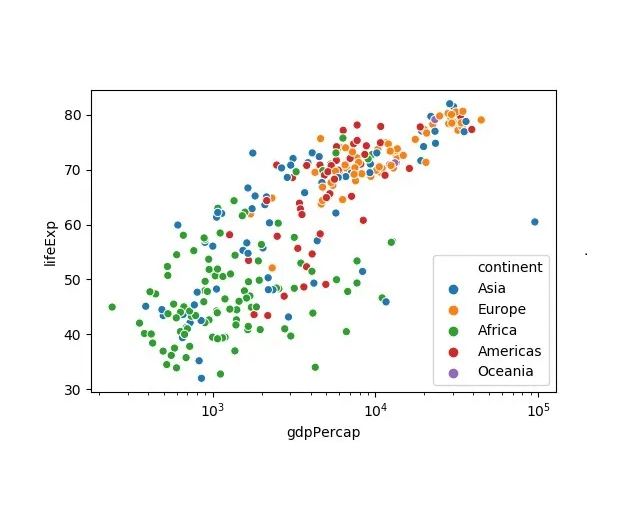 80
70
60
50
40
30
lifeExp
continent
Asia
Europe
Africa
Americas
Oceania
10³
10⁴
10⁵
gdpPercap
.